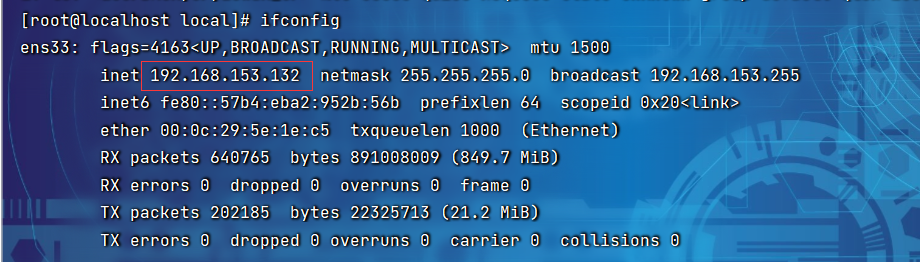 [root@localhost local]# ifconfig
ens33: flags=4163<UP,BROADCAST,RUNNING,MULTICAST>  mtu 1500
        inet 192.168.153.132  netmask 255.255.255.0  broadcast 192.168.153.255
        inet6 fe80::57b4:eba2:952b:56b  prefixlen 64  scopeid 0x20<link>
        ether 00:0c:29:5e:1e:c5  txqueuelen 1000  (Ethernet)
        RX packets 640765  bytes 891008009 (849.7 MiB)
        RX errors 0  dropped 0  overruns 0  frame 0
        TX packets 202185  bytes 22325713 (21.2 MiB)
        TX errors 0  dropped 0 overruns 0  carrier 0  collisions 0